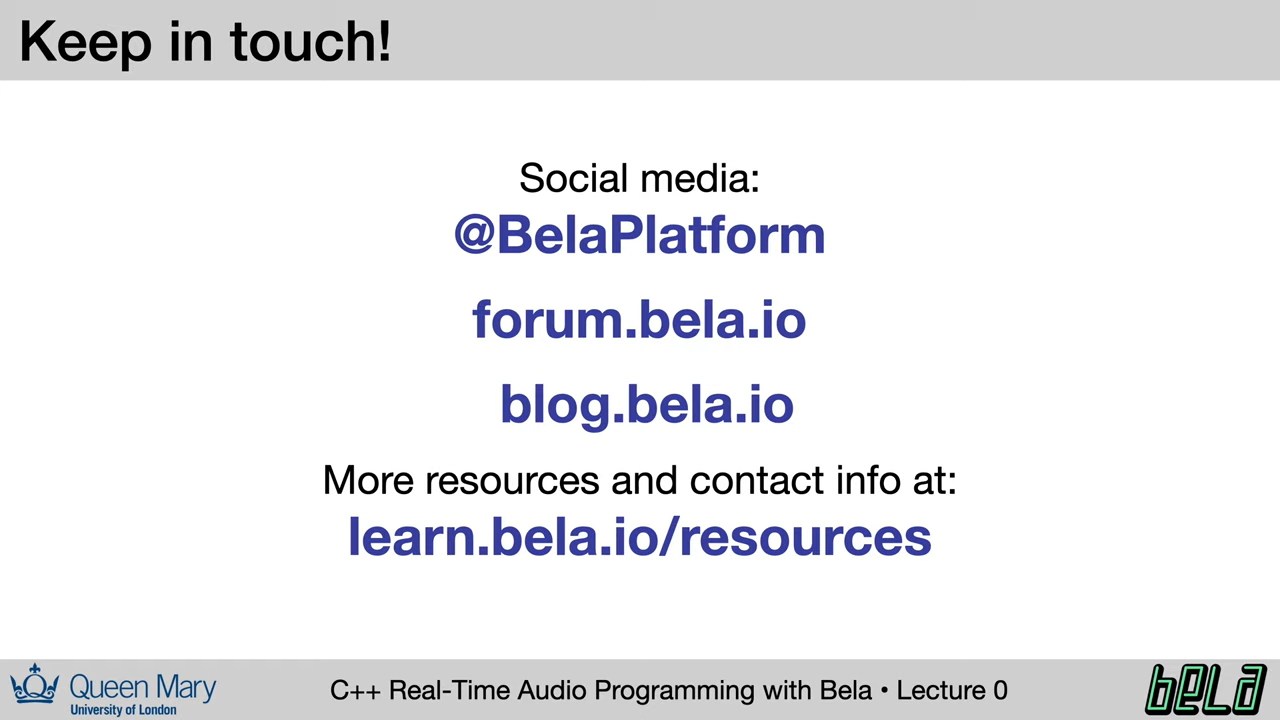 Keep in touch!
Social media:
@BelaPlatform
forum.bela.io
blog.bela.io
More resources and contact info at:
learn.bela.io/resources
Queen Mary
University of London
C++ Real-Time Audio Programming with Bela • Lecture 0
beLa